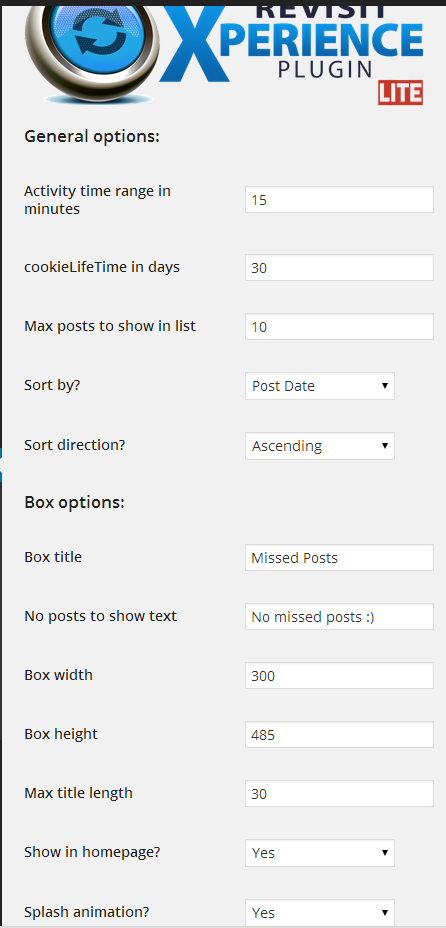 REVISIT
XPERIENCE
PLUGIN
LITE
General options:
Activity time range in
minutes
15
cookieLifeTime in days
30
Max posts to show in list
10
Sort by?
Post Date
Sort direction?
Ascending
Box options:
Box title
Missed Posts
No posts to show text
No missed posts :)
Box width
300
Box height
485
Max title length
30
Show in homepage?
Yes
Splash animation?
Yes